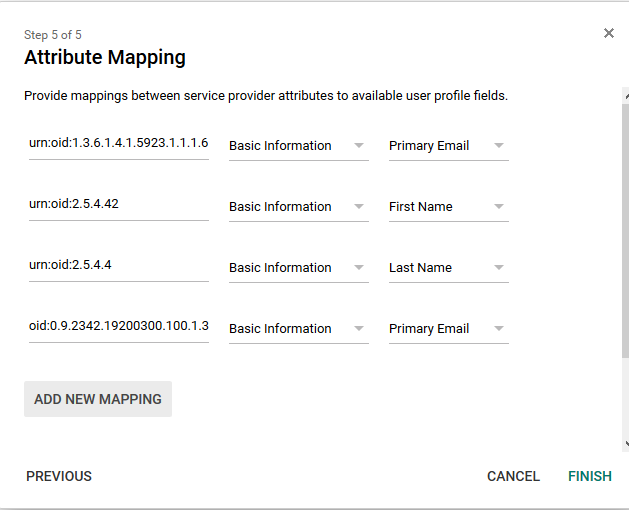 Step 5 of 5
Attribute Mapping
Provide mappings between service provider attributes to available user profile fields.
urn:oid:1.3.6.1.4.1.5923.1.1.1.6 Basic Information Primary Email
urn:oid:2.5.4.42 Basic Information First Name
urn:oid:2.5.4.4 Basic Information Last Name
oid:0.9.2342.19200300.100.1.3 Basic Information Primary Email
ADD NEW MAPPING
PREVIOUS CANCEL FINISH